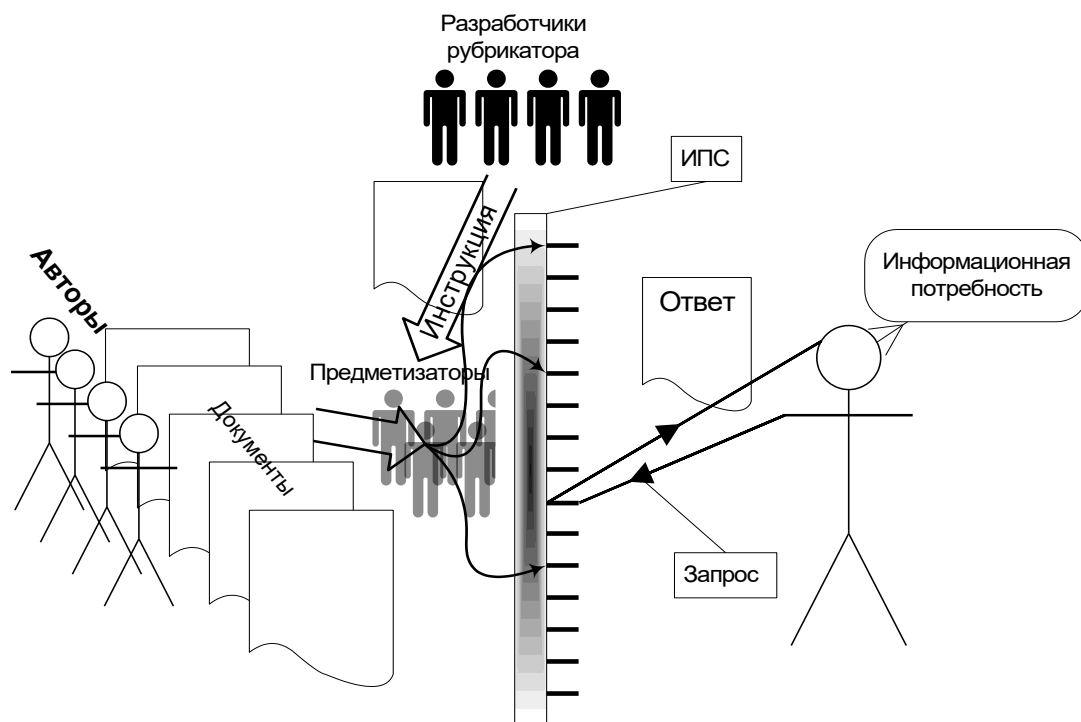 Разработчики
рубрикатора
ИПС
Инструкция
Авторы
Информационная
потребность
Ответ
Предметизаторы
Документы
Запрос